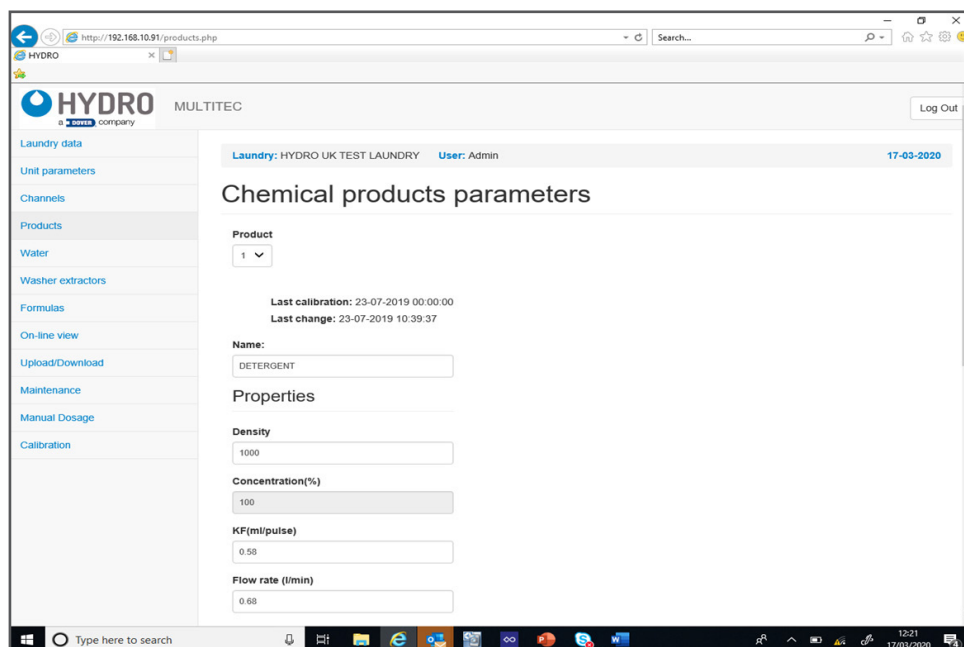 http://192.168.10.91/products.php
Search...
HYDRO
HYDRO
a DOVER company
MULTITEC
Log Out
Laundry data
Unit parameters
Channels
Products
Water
Washer extractors
Formulas
On-line view
Upload/Download
Maintenance
Manual Dosage
Calibration
Laundry: HYDRO UK TEST LAUNDRY User: Admin 17-03-2020
Chemical products parameters
Product
1
Last calibration: 23-07-2019 00:00:00
Last change: 23-07-2019 10:39:37
Name:
DETERGENT
Properties
Density
1000
Concentration(%)
100
KF(ml/pulse)
0.58
Flow rate (l/min)
0.68
Type here to search
12:21
17/03/2020